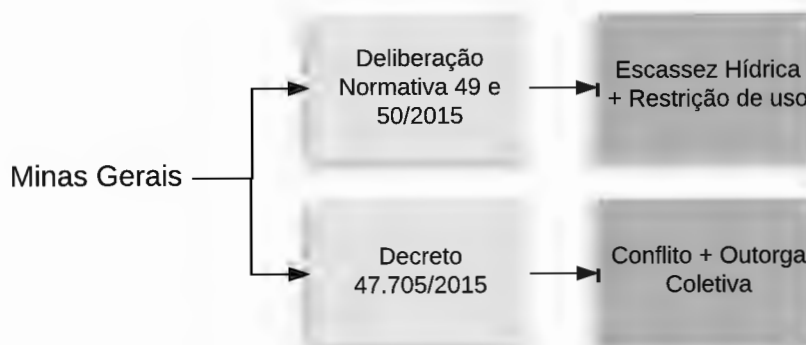 Minas Gerais
Deliberação
Normativa 49 e
50/2015
Escassez Hídrica
+ Restrição de uso
Decreto
47.705/2015
Conflito + Outorga
Coletiva